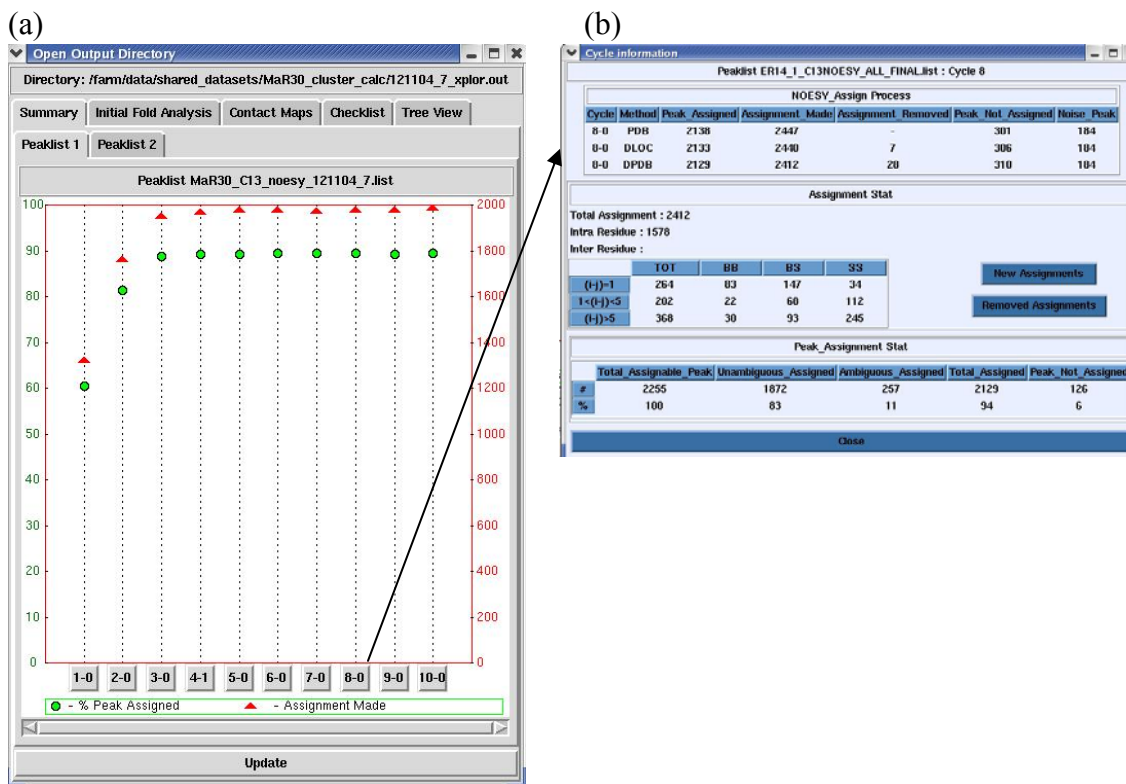 (a)
Open Output Directory
Directory: /farm/data/shared_datasets/MaR30_cluster_calc/121104_7_xplor.out
Summary Initial Fold Analysis Contact Maps Checklist Tree View
Peaklist 1 Peaklist 2
Peaklist MaR30_C13_noesy_121104_7.list
100 2000
90 1800
80 1600
70 1400
60 1200
50 1000
40 800
30 600
20 400
10 200
0 0
1-0 2-0 3-0 4-1 5-0 6-0 7-0 8-0 9-0 10-0
- % Peak Assigned - Assignment Made
Update
(b)
Cycle information
Peaklist ER14_1_C13NOESY_ALL_FINAL.list : Cycle 8
NOESY_Assign Process
Cycle Method Peak_Assigned Assignment_Made Assignment_Removed Peak_Not_Assigned Noise_Peak
8-0 PDB 2138 2447 - 301 184
8-0 DLOC 2133 2440 7 306 184
8-0 DPDB 2129 2412 28 310 184
Assignment Stat
Total Assignment : 2412
Intra Residue : 1578
Inter Residue :
TOT BB BS SS
(i-j)=1 264 83 147 34
1<(i-j)<5 202 22 60 112
(i-j)>5 368 30 93 245
New Assignments
Removed Assignments
Peak_Assignment Stat
Total_Assignable_Peak Unambiguous_Assigned Ambiguous_Assigned Total_Assigned Peak_Not_Assigned
# 2255 1872 257 2129 126
% 100 83 11 94 6
Close